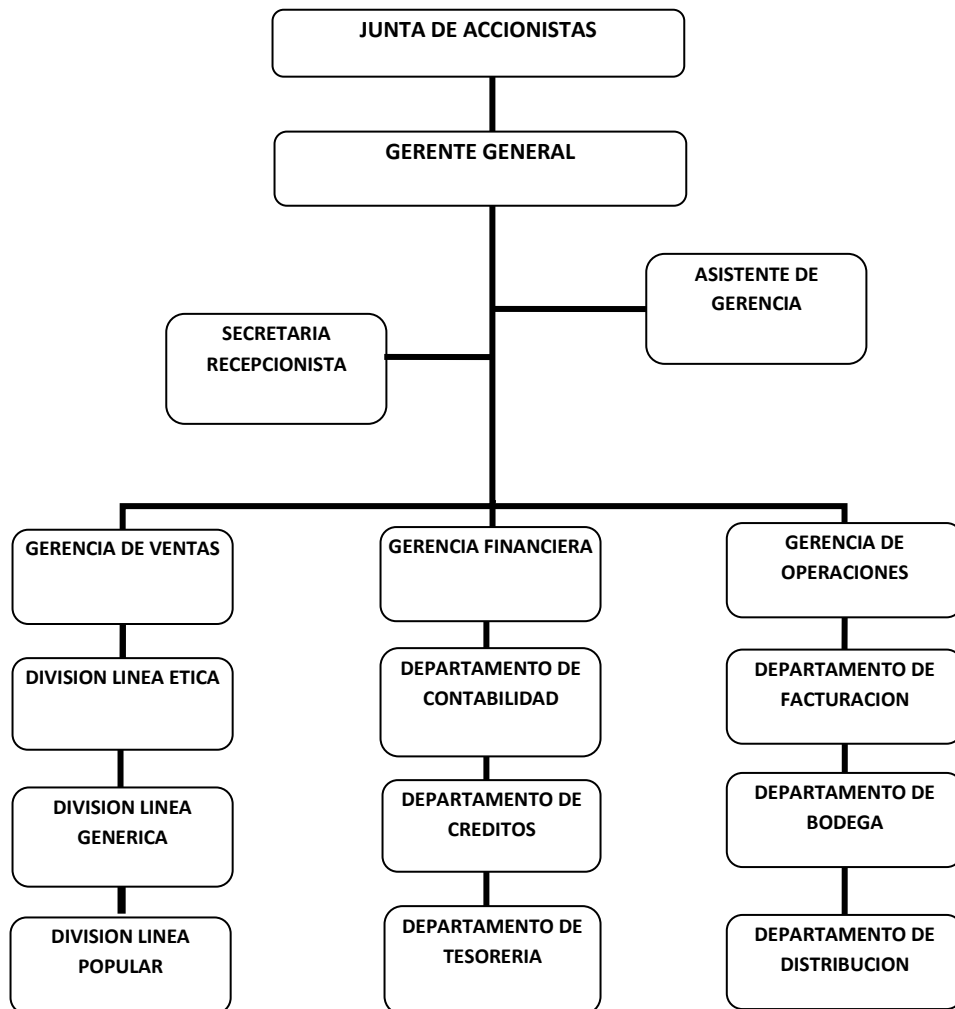 JUNTA DE ACCIONISTAS
GERENTE GENERAL
ASISTENTE DE
GERENCIA
SECRETARIA
RECEPCIONISTA
GERENCIA DE VENTAS
GERENCIA FINANCIERA
GERENCIA DE
OPERACIONES
DIVISION LINEA ETICA
DEPARTAMENTO DE
CONTABILIDAD
DEPARTAMENTO DE
FACTURACION
DIVISION LINEA
GENERICA
DEPARTAMENTO DE
CREDITOS
DEPARTAMENTO DE
BODEGA
DIVISION LINEA
POPULAR
DEPARTAMENTO DE
TESORERIA
DEPARTAMENTO DE
DISTRIBUCION